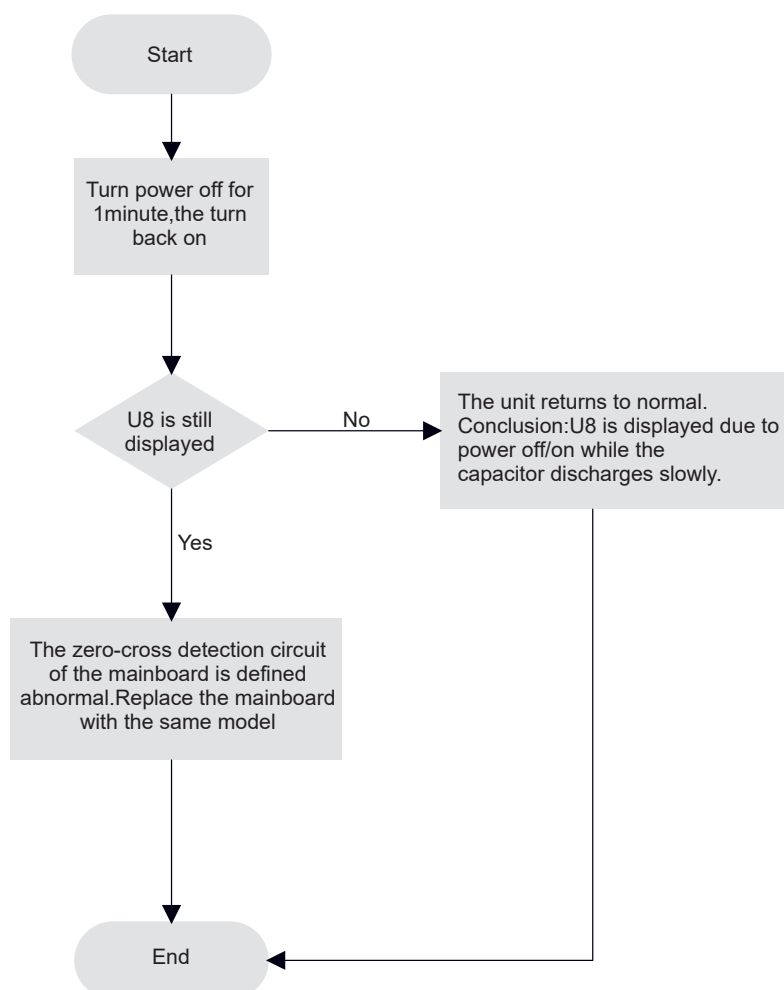 Start
Turn power off for
1minute,the turn
back on
U8 is still
displayed
No
The unit returns to normal.
Conclusion:U8 is displayed due to
power off/on while the
capacitor discharges slowly.
Yes
The zero-cross detection circuit
of the mainboard is defined
abnormal.Replace the mainboard
with the same model
End